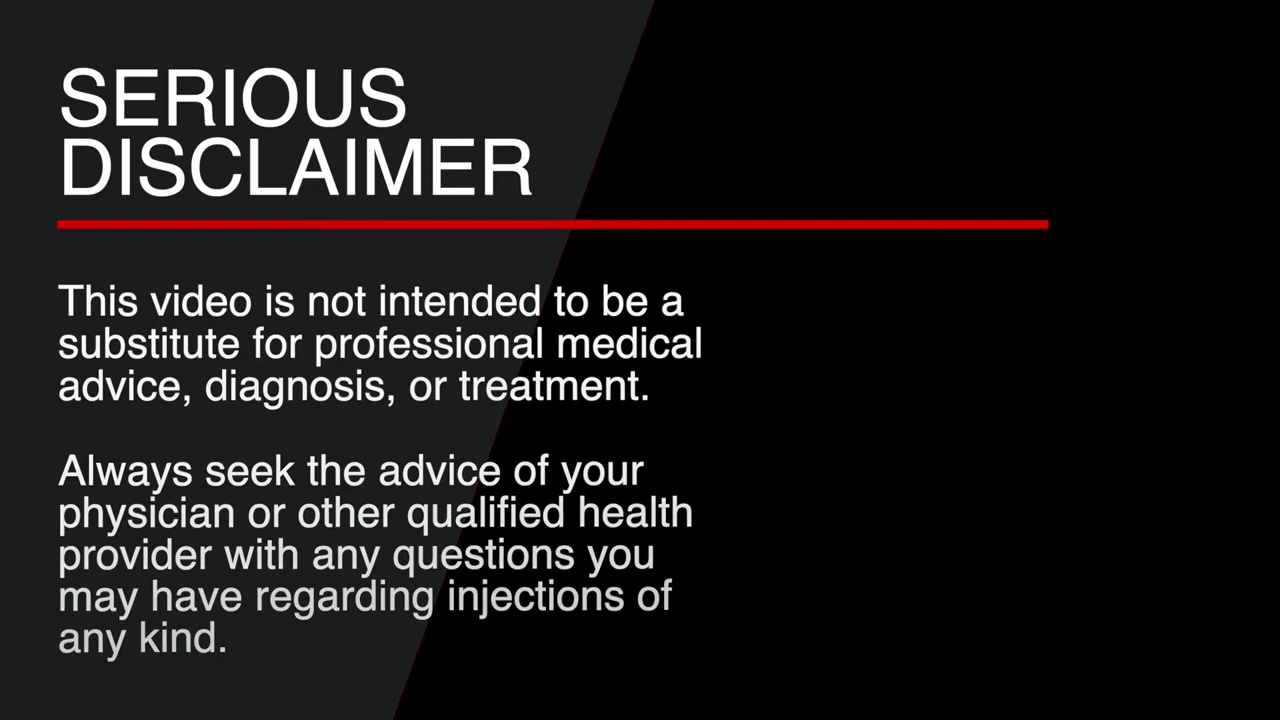 SERIOUS
DISCLAIMER
This video is not intended to be a
substitute for professional medical
advice, diagnosis, or treatment.
Always seek the advice of your
physician or other qualified health
provider with any questions you
may have regarding injections of
any kind.